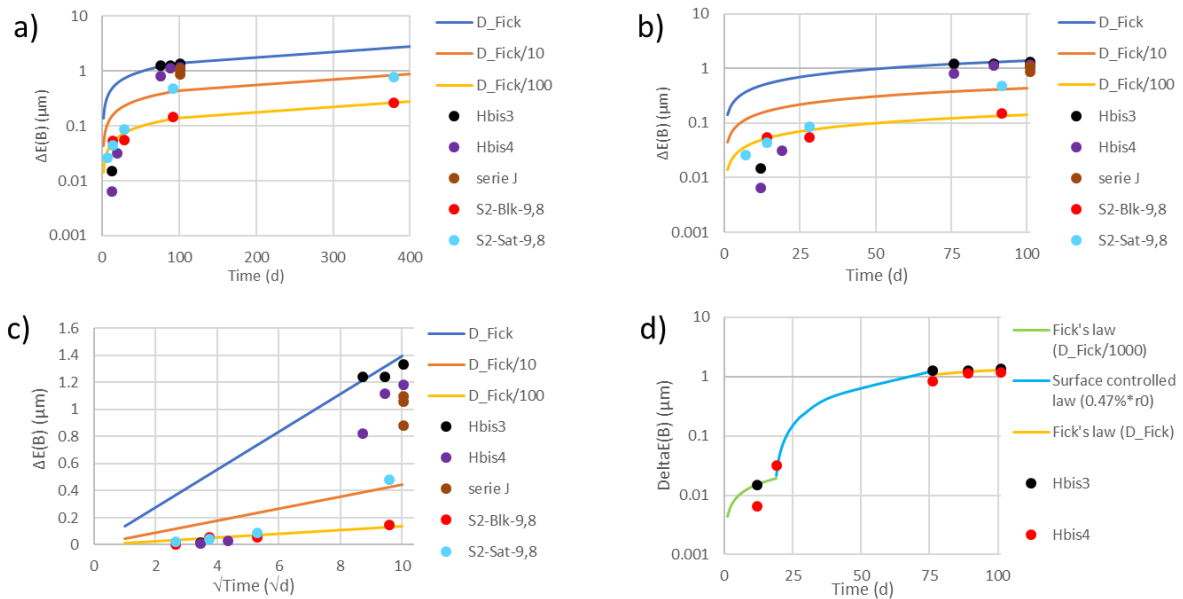 a)
10
1
0.1
0.01
0.001
ΔE(B) (µm)
0
100
200
300
400
Time (d)
D_Fick
D_Fick/10
D_Fick/100
Hbis3
Hbis4
serie J
S2-Blk-9,8
S2-Sat-9,8
b)
10
1
0.1
0.01
0.001
ΔE(B) (µm)
0
25
50
75
100
Time (d)
D_Fick
D_Fick/10
D_Fick/100
Hbis3
Hbis4
serie J
S2-Blk-9,8
S2-Sat-9,8
c)
1.6
1.4
1.2
1
0.8
0.6
0.4
0.2
0
ΔE(B) (µm)
0
2
4
6
8
10
√Time (√d)
D_Fick
D_Fick/10
D_Fick/100
Hbis3
Hbis4
serie J
S2-Blk-9,8
S2-Sat-9,8
d)
10
1
0.1
0.01
0.001
DeltaE(B) (µm)
0
25
50
75
100
Time (d)
Fick's law
(D_Fick/1000)
Surface controlled
law (0.47%*r0)
Fick's law (D_Fick)
Hbis3
Hbis4